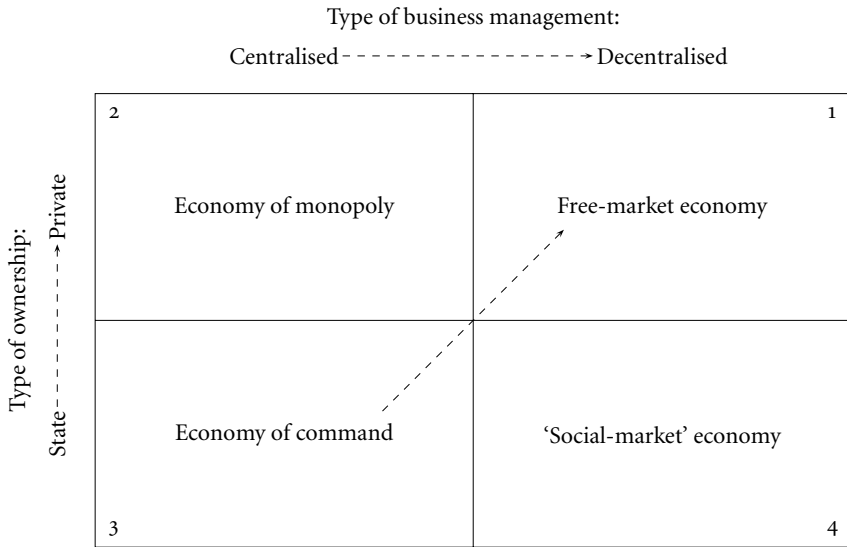 Type of business management:
Centralised Decentralised
2 1
Type of ownership:
State Private
Economy of monopoly Free-market economy
Economy of command 'Social-market' economy
3 4